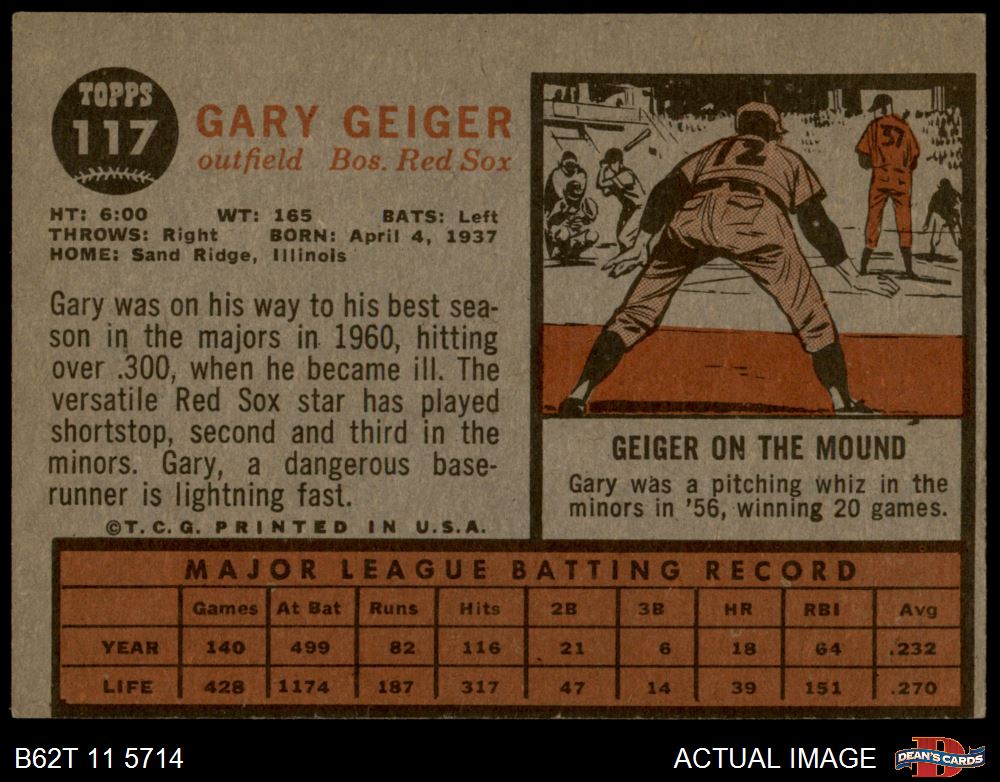 TOPPS
117
GARY GEIGER
outfield Bos. Red Sox
HT: 6:00 WT: 165 BATS: Left
THROWS: Right BORN: April 4, 1937
HOME: Sand Ridge, Illinois
Gary was on his way to his best sea-
son in the majors in 1960, hitting
over .300, when he became ill. The
versatile Red Sox star has played
shortstop, second and third in the
minors. Gary, a dangerous base-
runner is lightning fast.
©T.C.G. PRINTED IN U.S.A.
12
37
GEIGER ON THE MOUND
Gary was a pitching whiz in the
minors in '56, winning 20 games.
MAJOR LEAGUE BATTING RECORD
Games At Bat Runs Hits 2B 3B HR RBI Avg
YEAR 140 499 82 116 21 6 18 64 .232
LIFE 428 1174 187 317 47 14 39 151 .270
B62T 11 5714
ACTUAL IMAGE
DEAN'S CARDS